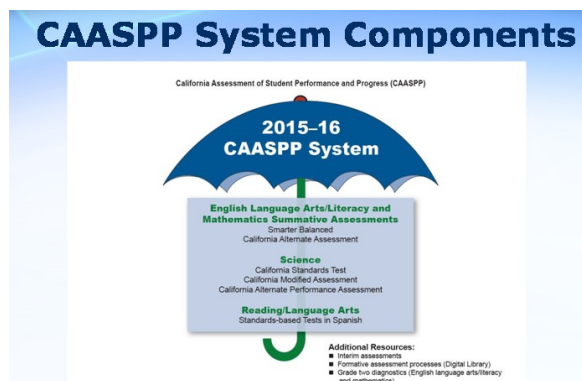 CAASPP System Components
California Assessment of Student Performance and Progress (CAASPP)
2015–16
CAASPP System
English Language Arts/Literacy and
Mathematics Summative Assessments
Smarter Balanced
California Alternate Assessment
Science
California Standards Test
California Modified Assessment
California Alternate Performance Assessment
Reading/Language Arts
Standards-based Tests in Spanish
Additional Resources:
■ Interim assessments
■ Formative assessment processes (Digital Library)
■ Grade two diagnostics (English language arts/literacy
and mathematics)